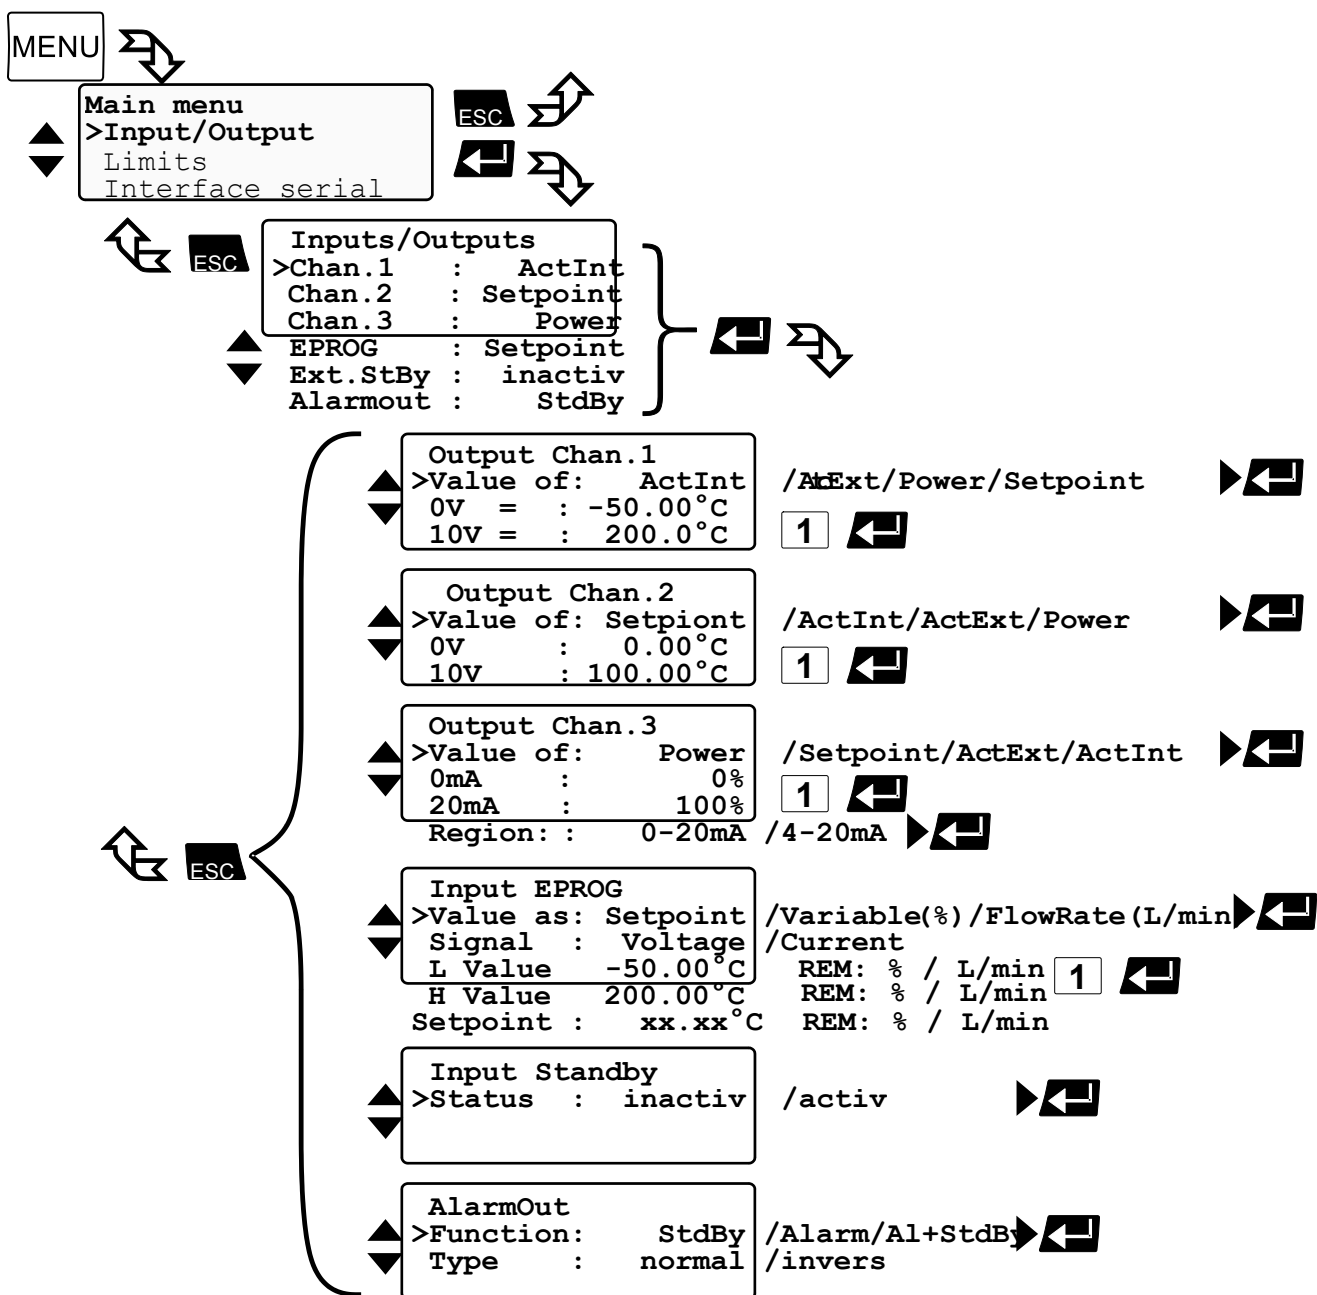 MENU
Main menu
>Input/Output
Limits
Interface serial
ESC
ESC
Inputs/Outputs
>Chan.1 : ActInt
Chan.2 : Setpoint
Chan.3 : Power
EPROG : Setpoint
Ext.StBy : inactiv
Alarmout : StdBy
Output Chan.1
>Value of: ActInt /ActExt/Power/Setpoint
0V = : -50.00°C
10V = : 200.0°C
1
Output Chan.2
>Value of: Setpiont /ActInt/ActExt/Power
0V : 0.00°C
10V : 100.00°C
1
Output Chan.3
>Value of: Power /Setpoint/ActExt/ActInt
0mA : 0%
20mA : 100%
1
Region: : 0-20mA /4-20mA
ESC
Input EPROG
>Value as: Setpoint /Variable(%)/FlowRate(L/min
Signal : Voltage /Current
L Value -50.00°C REM: % / L/min
1
H Value 200.00°C REM: % / L/min
Setpoint : xx.xx°C REM: % / L/min
Input Standby
>Status : inactiv /activ
AlarmOut
>Function: StdBy /Alarm/Al+StdBy
Type : normal /invers